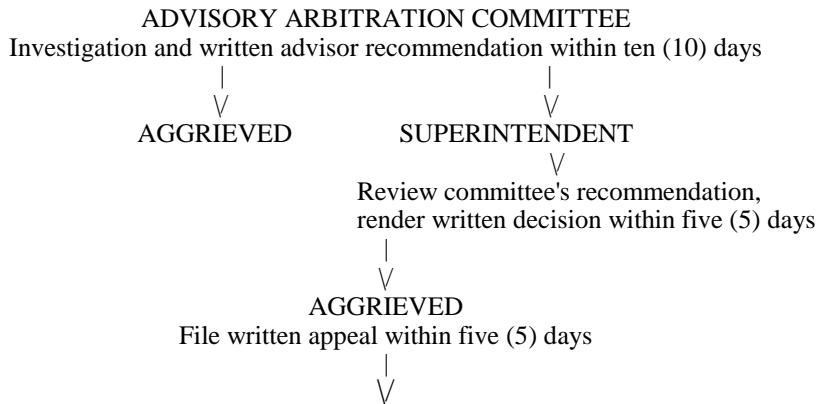 ADVISORY ARBITRATION COMMITTEE
Investigation and written advisor recommendation within ten (10) days
| |
\/ \/
AGGRIEVED SUPERINTENDENT
\/
Review committee's recommendation,
render written decision within five (5) days
|
\/
AGGRIEVED
File written appeal within five (5) days
|
\/